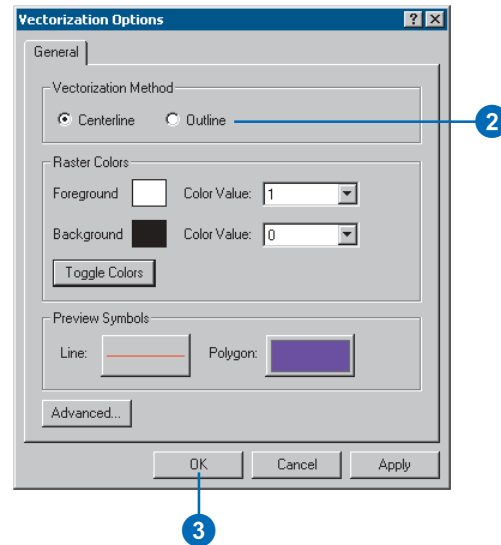 Vectorization Options
General
Vectorization Method
Centerline Outline
2
Raster Colors
Foreground Color Value: 1
Background Color Value: 0
Toggle Colors
Preview Symbols
Line: Polygon:
Advanced...
OK Cancel Apply
3